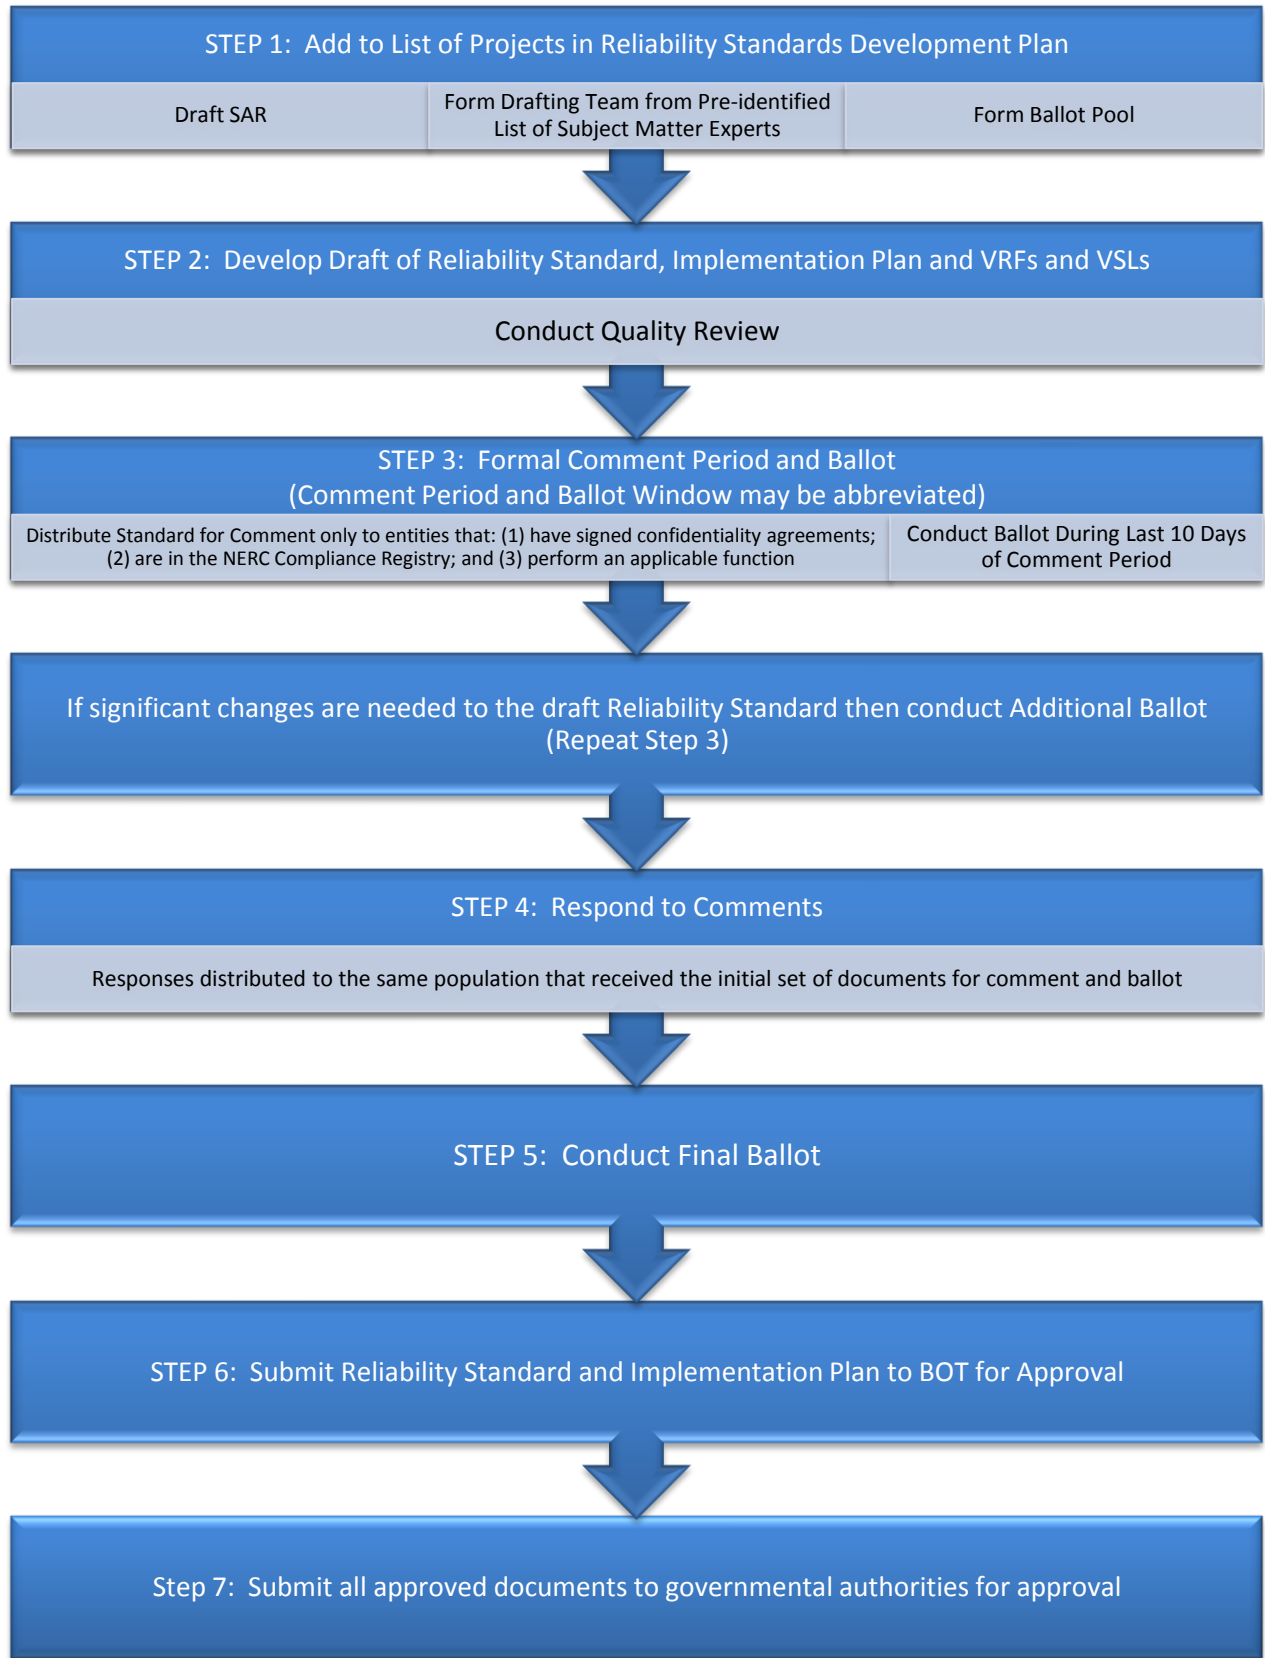 STEP 1:  Add to List of Projects in Reliability Standards Development Plan
Draft SAR
Form Drafting Team from Pre-identified
List of Subject Matter Experts
Form Ballot Pool
STEP 2:  Develop Draft of Reliability Standard, Implementation Plan and VRFs and VSLs
Conduct Quality Review
STEP 3:  Formal Comment Period and Ballot
(Comment Period and Ballot Window may be abbreviated)
Distribute Standard for Comment only to entities that: (1) have signed confidentiality agreements;
(2) are in the NERC Compliance Registry; and (3) perform an applicable function
Conduct Ballot During Last 10 Days
of Comment Period
If significant changes are needed to the draft Reliability Standard then conduct Additional Ballot
(Repeat Step 3)
STEP 4:  Respond to Comments
Responses distributed to the same population that received the initial set of documents for comment and ballot
STEP 5:  Conduct Final Ballot
STEP 6:  Submit Reliability Standard and Implementation Plan to BOT for Approval
Step 7:  Submit all approved documents to governmental authorities for approval